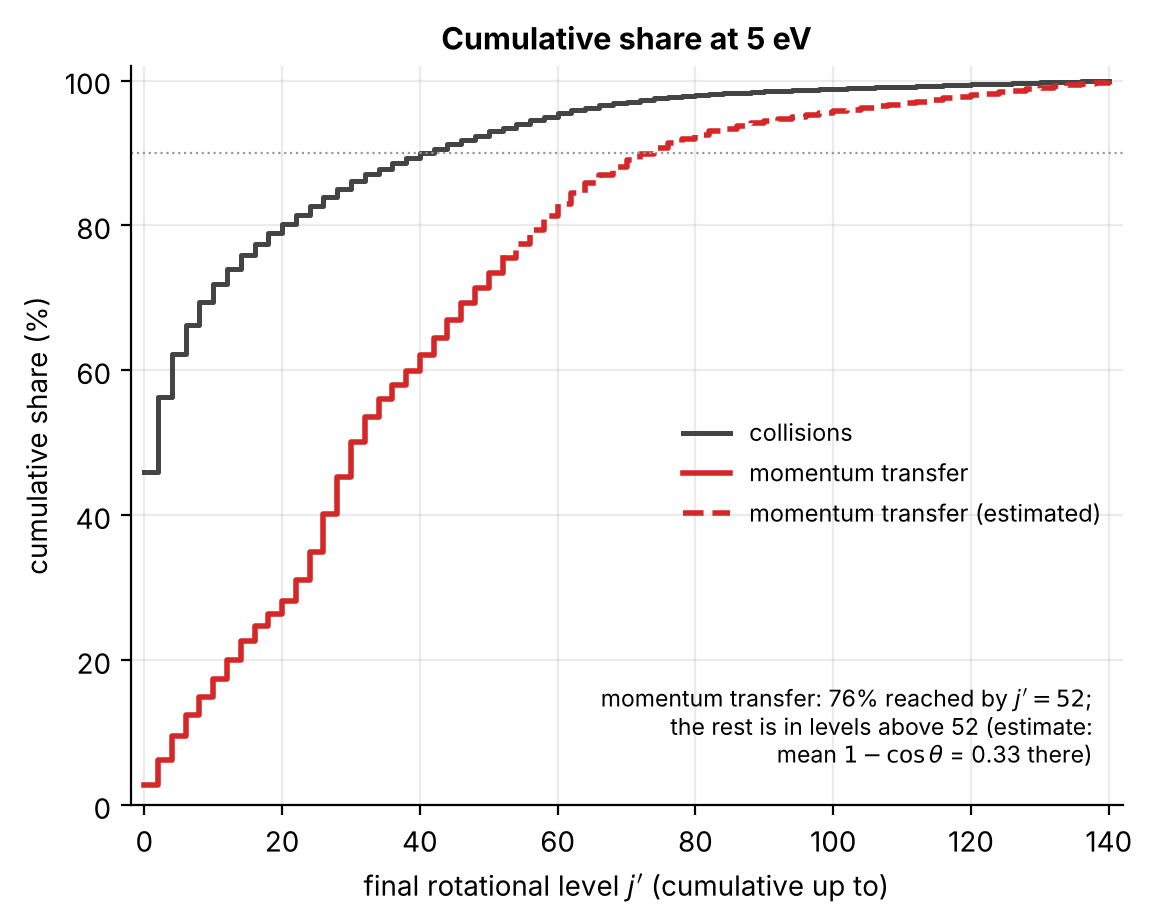 Cumulative share at 5 eV
cumulative share (%)
100
80
60
40
20
0
collisions
momentum transfer
momentum transfer (estimated)
momentum transfer: 76% reached by j′ = 52;
the rest is in levels above 52 (estimate:
mean 1 − cos θ = 0.33 there)
0 20 40 60 80 100 120 140
final rotational level j′ (cumulative up to)